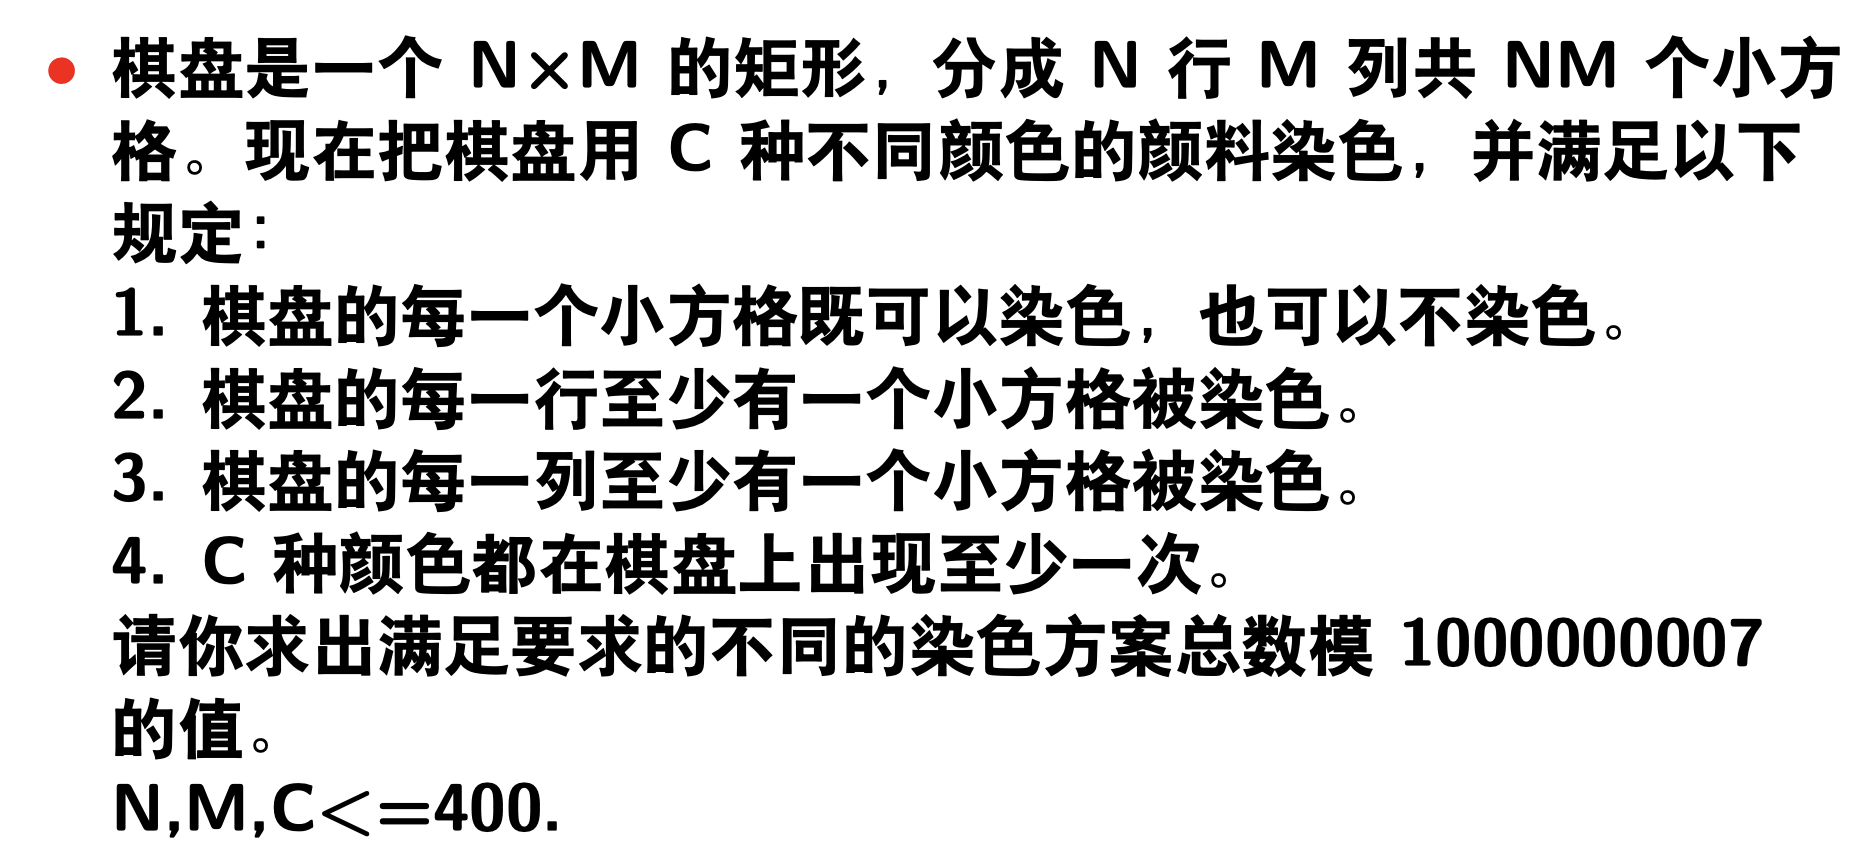 • 棋盘是一个 N×M 的矩形，分成 N 行 M 列共 NM 个小方
格。现在把棋盘用 C 种不同颜色的颜料染色，并满足以下
规定：
1. 棋盘的每一个小方格既可以染色，也可以不染色。
2. 棋盘的每一行至少有一个小方格被染色。
3. 棋盘的每一列至少有一个小方格被染色。
4. C 种颜色都在棋盘上出现至少一次。
请你求出满足要求的不同的染色方案总数模 1000000007
的值。
N,M,C<=400.